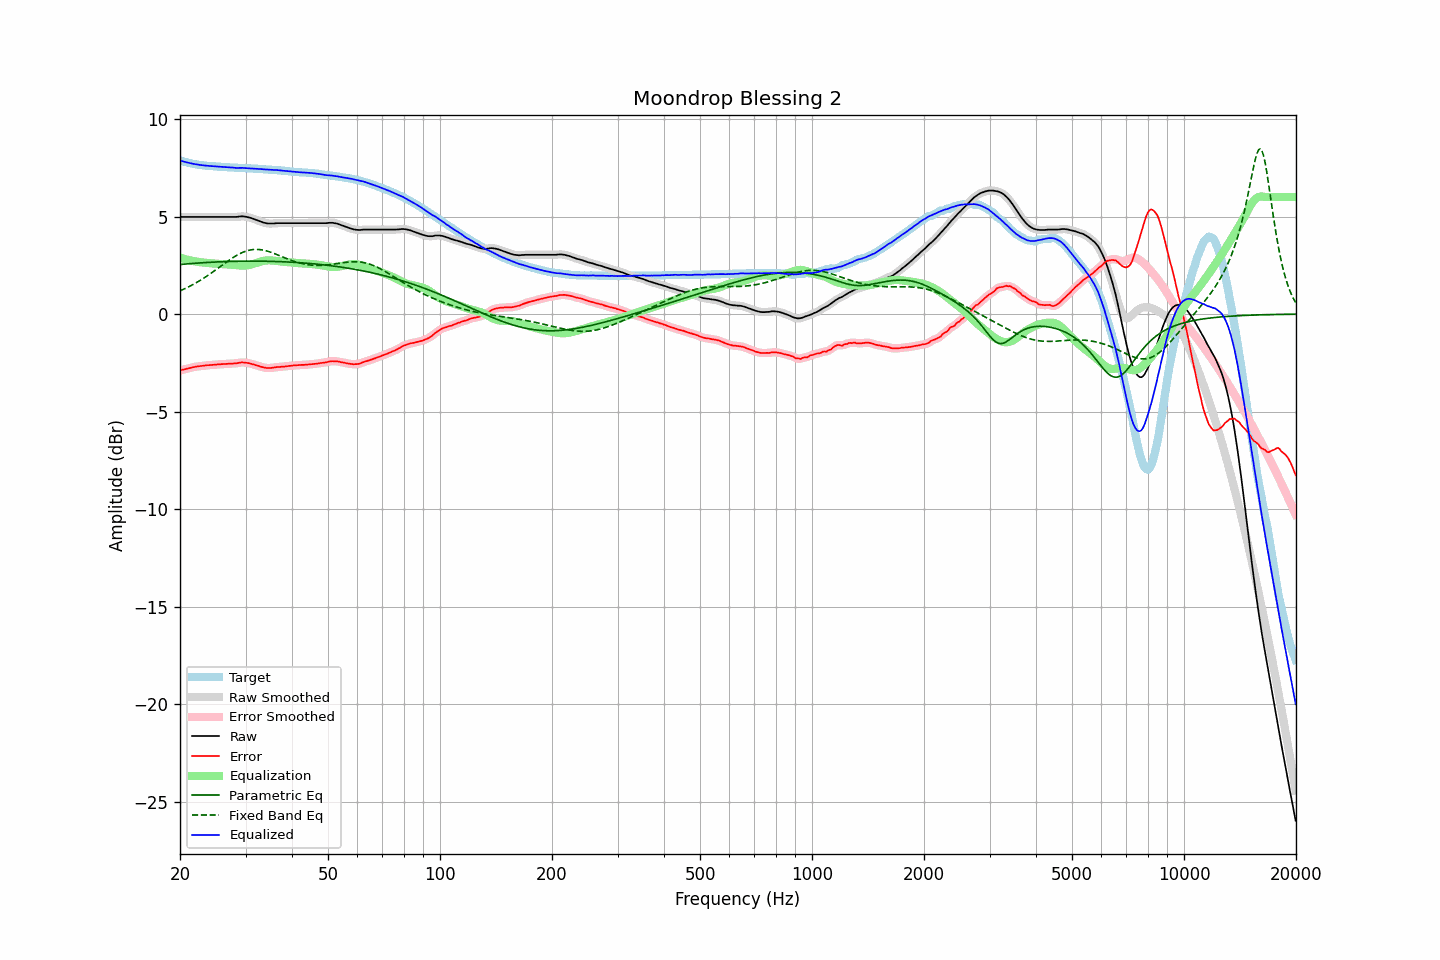 Moondrop Blessing 2
10
5
0
−5
−10
−15
−20
−25
Amplitude (dBr)
Target
Raw Smoothed
Error Smoothed
Raw
Error
Equalization
Parametric Eq
Fixed Band Eq
Equalized
20 50 100 200 500 1000 2000 5000 10000 20000
Frequency (Hz)